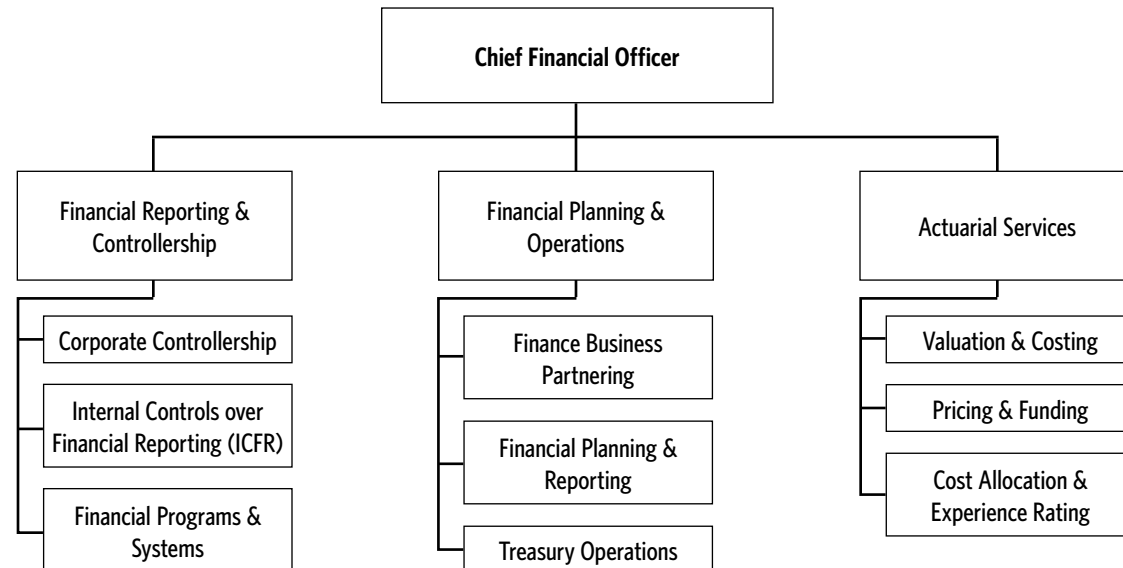 Chief Financial Officer
Financial Reporting &
Controllership
Corporate Controllership
Internal Controls over
Financial Reporting (ICFR)
Financial Programs &
Systems
Financial Planning &
Operations
Finance Business
Partnering
Financial Planning &
Reporting
Treasury Operations
Actuarial Services
Valuation & Costing
Pricing & Funding
Cost Allocation &
Experience Rating